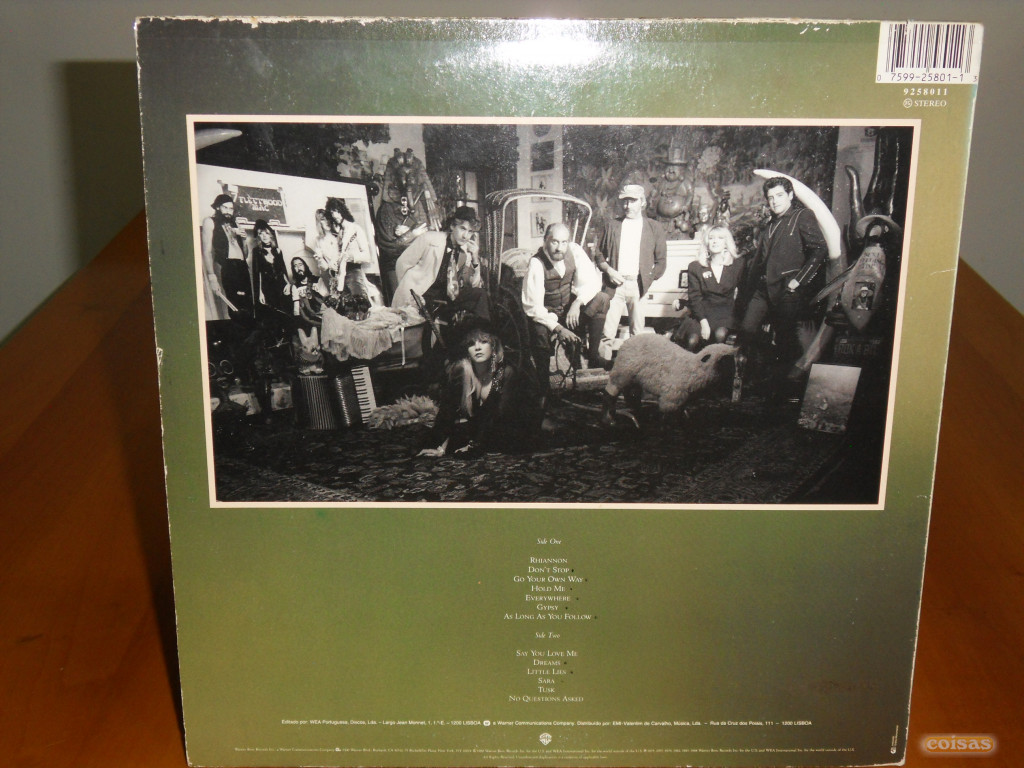 0 7599-25801-1 3
9258011
STEREO
FLEETWOOD
MAC
Side One
RHIANNON
DON'T STOP
GO YOUR OWN WAY
HOLD ME
EVERYWHERE
GYPSY
AS LONG AS YOU FOLLOW
Side Two
SAY YOU LOVE ME
DREAMS
LITTLE LIES
SARA
TUSK
NO QUESTIONS ASKED
Editado por: WEA Portuguesa, Discos, Lda. - Largo Jean Monnet, 1, 1.º-E. - 1200 LISBOA a Warner Communications Company. Distribuído por: EMI-Valentim de Carvalho, Música, Lda. - Rua da Cruz dos Poiais, 111 - 1200 LISBOA
coisas